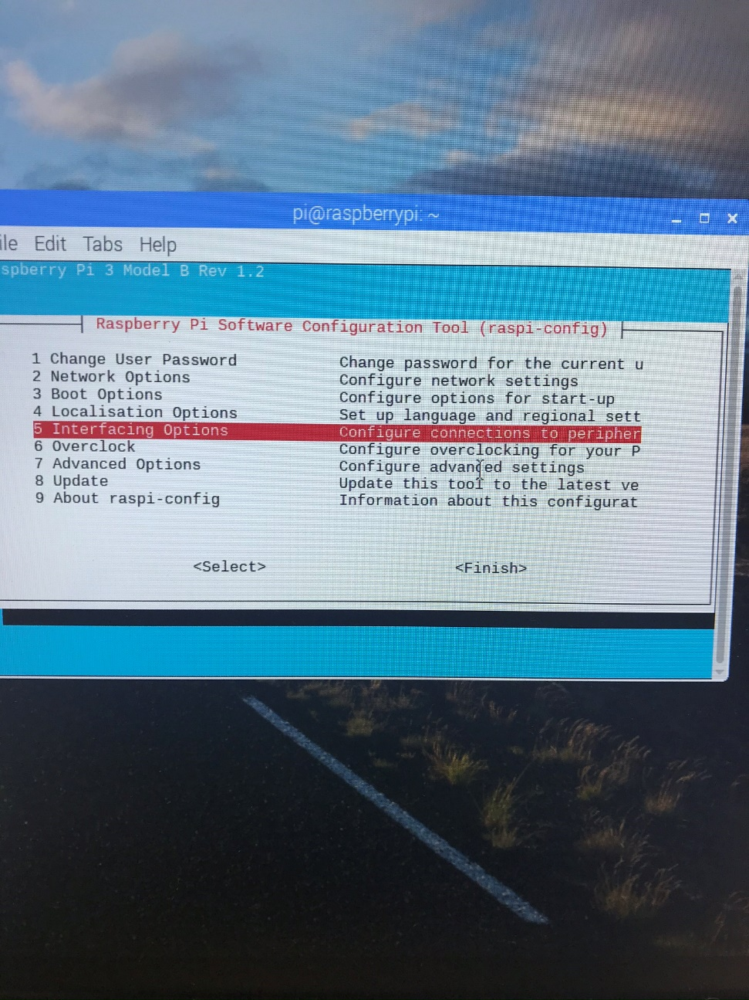 pi@raspberrypi: ~
ile Edit Tabs Help
spberry Pi 3 Model B Rev 1.2
Raspberry Pi Software Configuration Tool (raspi-config)
1 Change User Password Change password for the current u
2 Network Options Configure network settings
3 Boot Options Configure options for start-up
4 Localisation Options Set up language and regional sett
5 Interfacing Options Configure connections to peripher
6 Overclock Configure overclocking for your P
7 Advanced Options Configure advanced settings
8 Update Update this tool to the latest ve
9 About raspi-config Information about this configurat
<Select> <Finish>